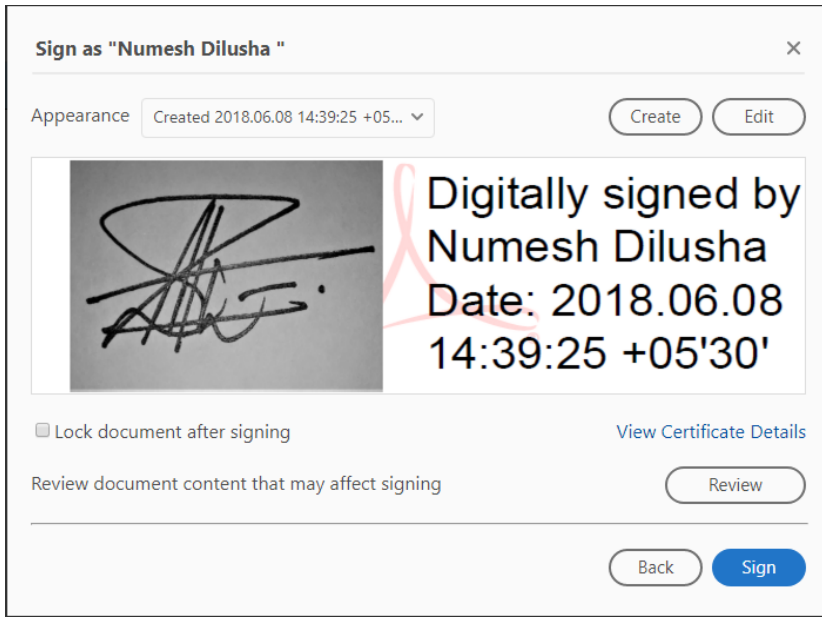 Sign as "Numesh Dilusha "
Appearance
Created 2018.06.08 14:39:25 +05...
Create
Edit
Digitally signed by
Numesh Dilusha
Date: 2018.06.08
14:39:25 +05'30'
Lock document after signing
View Certificate Details
Review document content that may affect signing
Review
Back
Sign